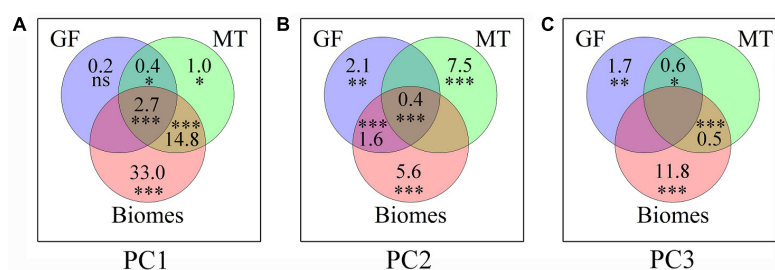 A
GF
MT
0.2
ns
0.4
*
1.0
*
2.7
***
***
14.8
33.0
***
Biomes
PC1
B
GF
MT
2.1
**
7.5
***
0.4
***
***
1.6
5.6
***
Biomes
PC2
C
GF
MT
1.7
**
0.6
*
***
0.5
11.8
***
Biomes
PC3